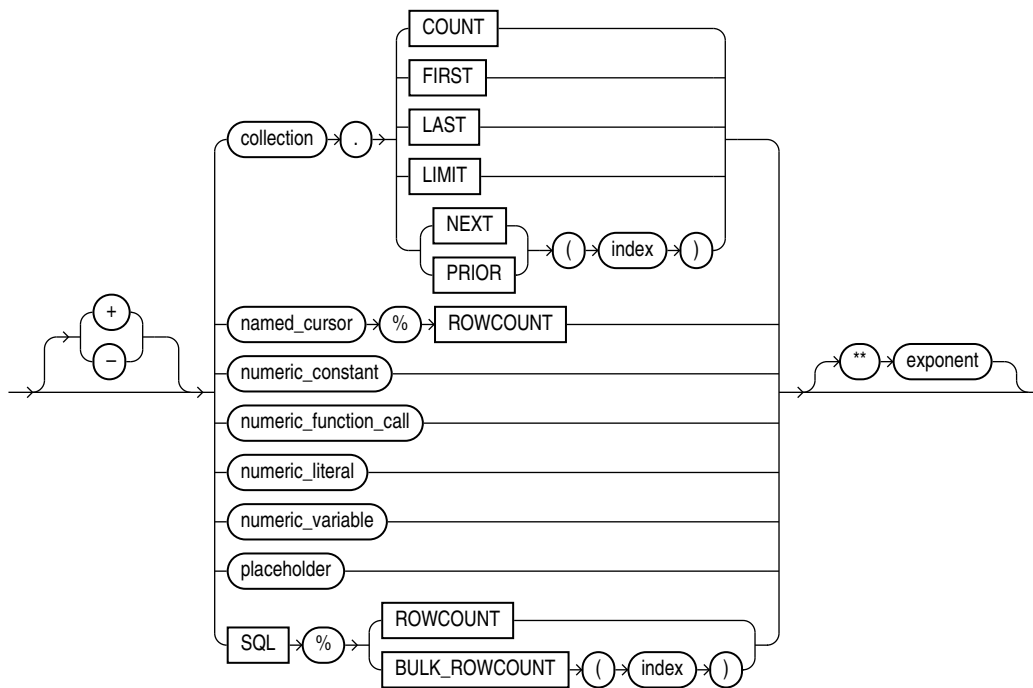 COUNT
FIRST
collection . LAST
LIMIT
NEXT
( index )
PRIOR
+
named_cursor % ROWCOUNT
–
numeric_constant ** exponent
numeric_function_call
numeric_literal
numeric_variable
placeholder
ROWCOUNT
SQL %
BULK_ROWCOUNT ( index )